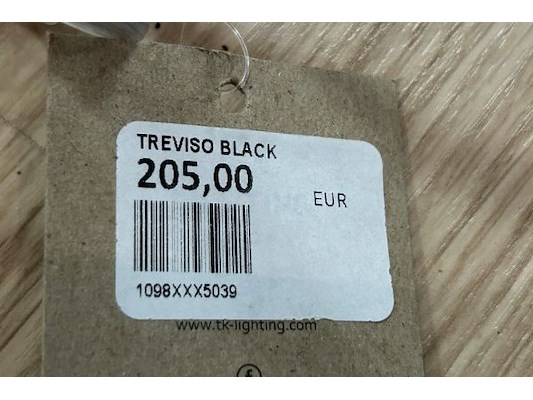 TREVISO BLACK
205,00
EUR
1098XXX5039
www.tk-lighting.com